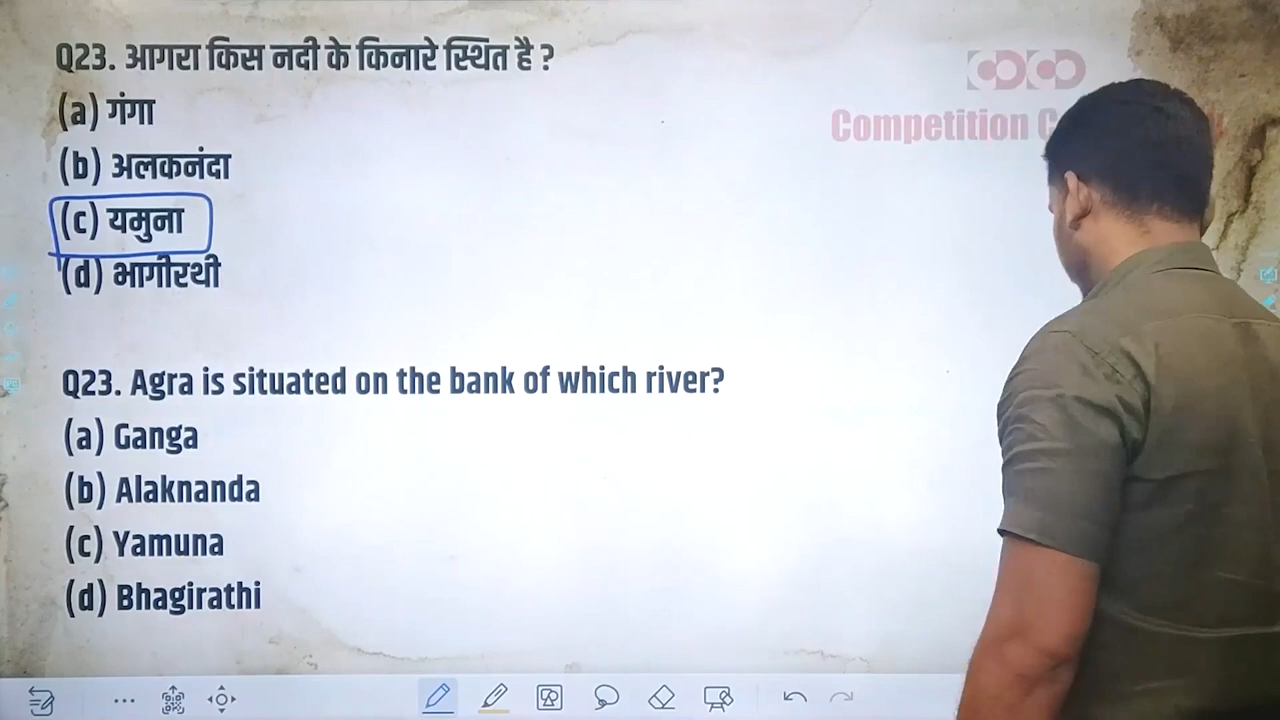 Q23. आगरा किस नदी के किनारे स्थित है ?
(a) गंगा
(b) अलकनंदा
(c) यमुना
(d) भागीरथी
Competition
Q23. Agra is situated on the bank of which river?
(a) Ganga
(b) Alaknanda
(c) Yamuna
(d) Bhagirathi